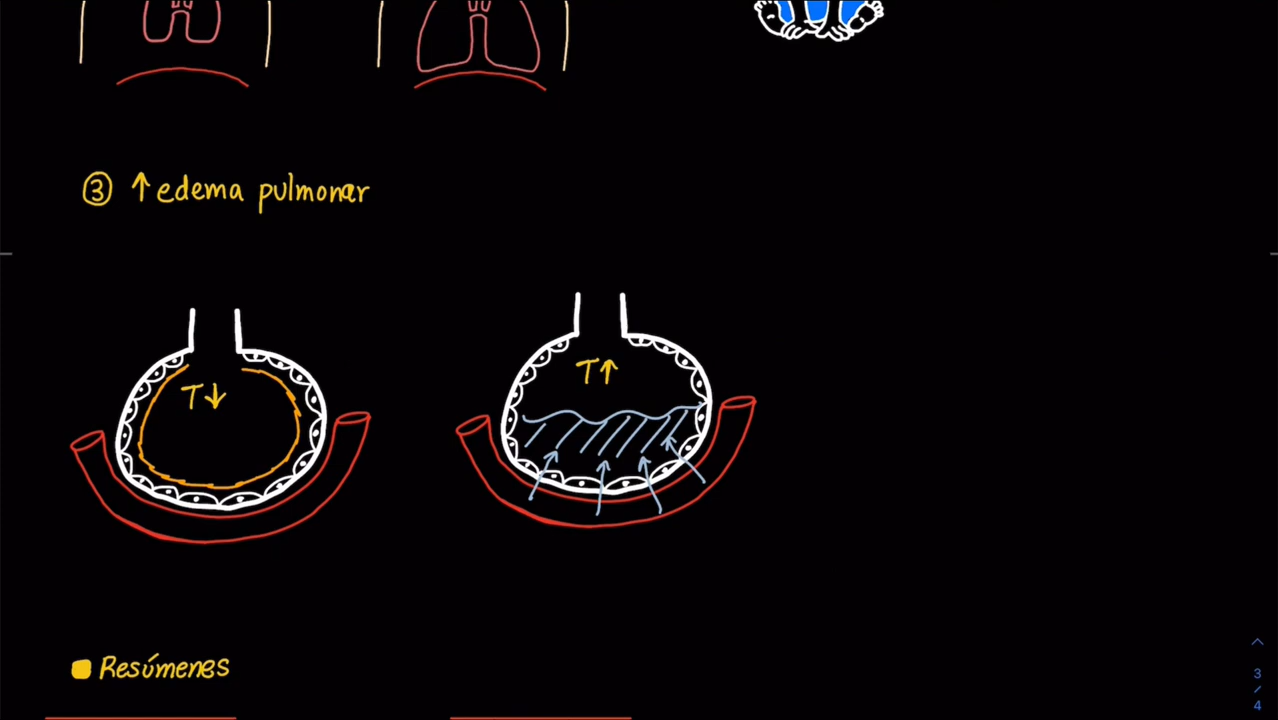 ③ ↑ edema pulmonar
T↓
T↑
Resúmenes
3
/
4